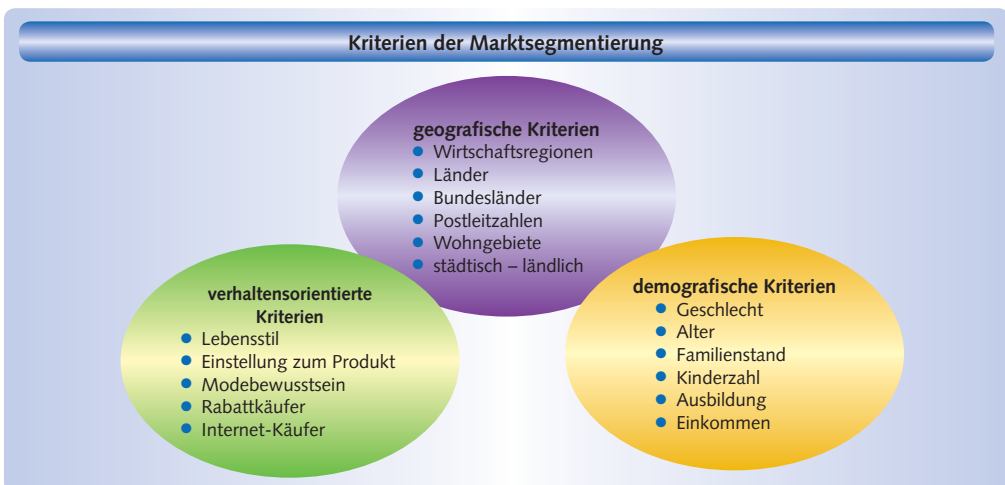 Kriterien der Marktsegmentierung
geografische Kriterien
● Wirtschaftsregionen
● Länder
● Bundesländer
● Postleitzahlen
● Wohngebiete
● städtisch – ländlich
verhaltensorientierte
Kriterien
● Lebensstil
● Einstellung zum Produkt
● Modebewusstsein
● Rabattkäufer
● Internet-Käufer
demografische Kriterien
● Geschlecht
● Alter
● Familienstand
● Kinderzahl
● Ausbildung
● Einkommen